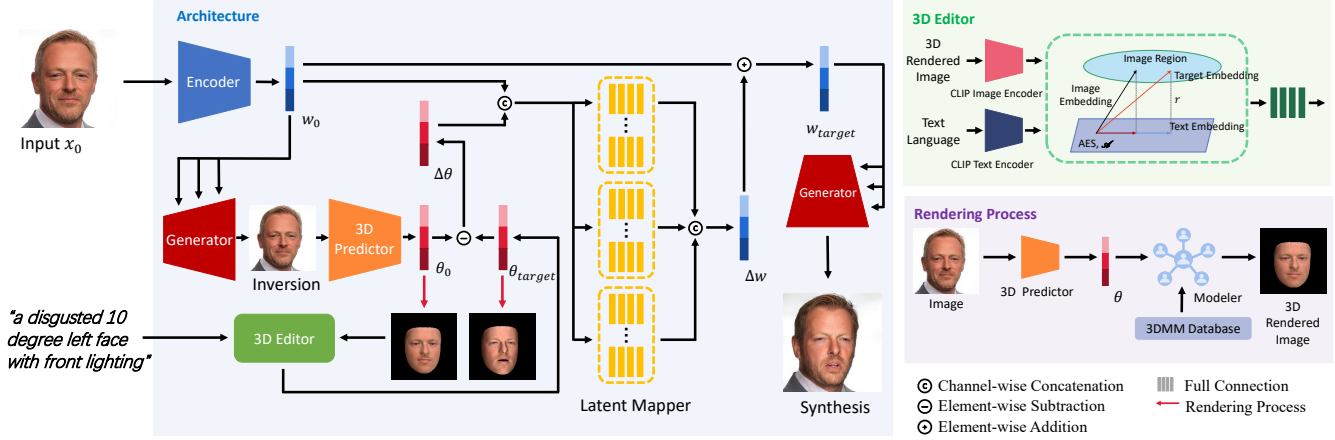 Architecture
Input x₀
Encoder
w₀
Δθ
Generator
Inversion
3D
Predictor
θ₀
θ_target
"a disgusted 10
degree left face
with front lighting"
3D Editor
Latent Mapper
Δw
w_target
Generator
Synthesis
3D Editor
3D
Rendered
Image
CLIP Image Encoder
Text
Language
CLIP Text Encoder
Image Region
Target Embedding
Image
Embedding
r
Text Embedding
AES,
Rendering Process
Image
3D Predictor
θ
Modeler
3DMM Database
3D
Rendered
Image
c Channel-wise Concatenation
− Element-wise Subtraction
+ Element-wise Addition
Full Connection
Rendering Process